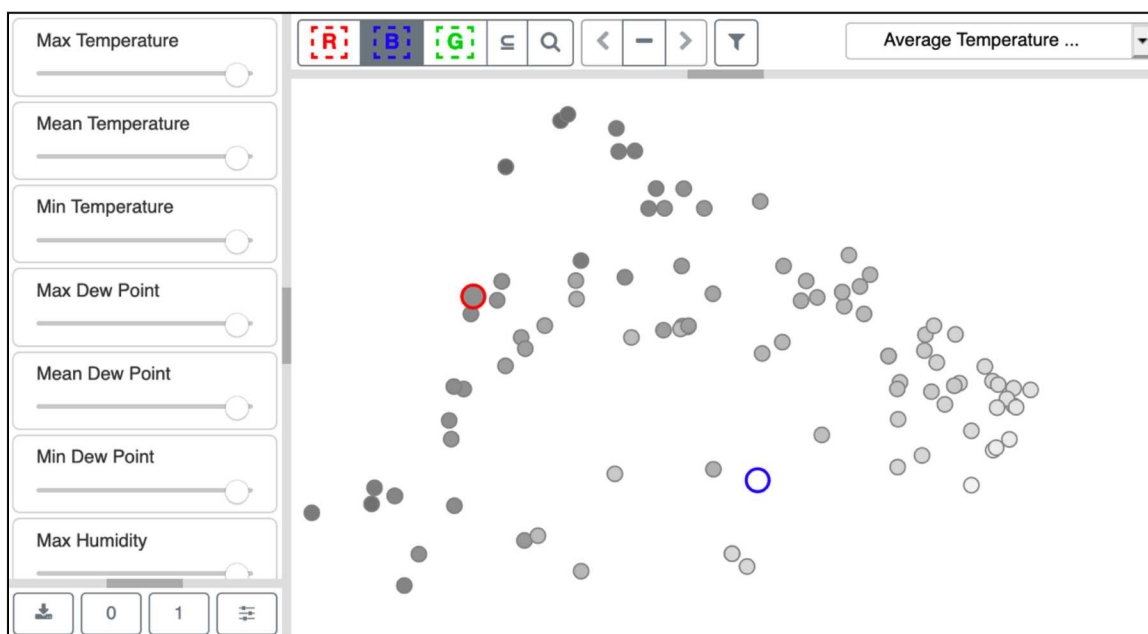 Max Temperature
Mean Temperature
Min Temperature
Max Dew Point
Mean Dew Point
Min Dew Point
Max Humidity
0 1
R B G ⊆
Average Temperature ...